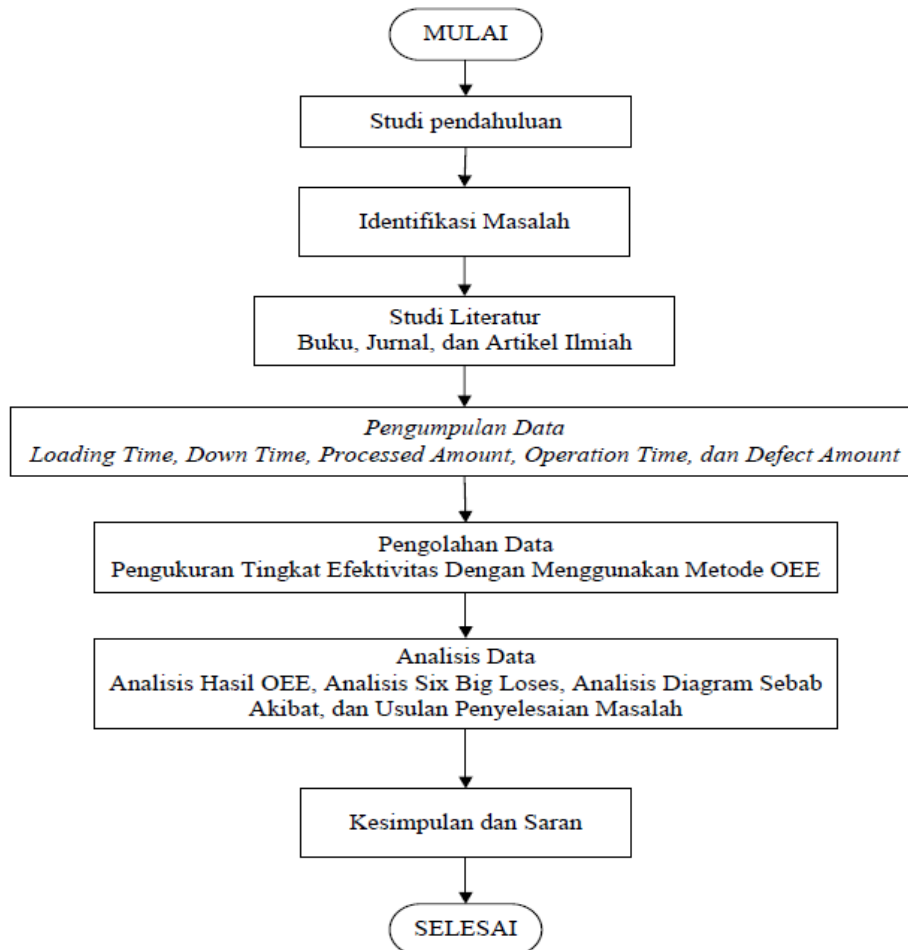 MULAI
Studi pendahuluan
Identifikasi Masalah
Studi Literatur
Buku, Jurnal, dan Artikel Ilmiah
Pengumpulan Data
Loading Time, Down Time, Processed Amount, Operation Time, dan Defect Amount
Pengolahan Data
Pengukuran Tingkat Efektivitas Dengan Menggunakan Metode OEE
Analisis Data
Analisis Hasil OEE, Analisis Six Big Loses, Analisis Diagram Sebab
Akibat, dan Usulan Penyelesaian Masalah
Kesimpulan dan Saran
SELESAI